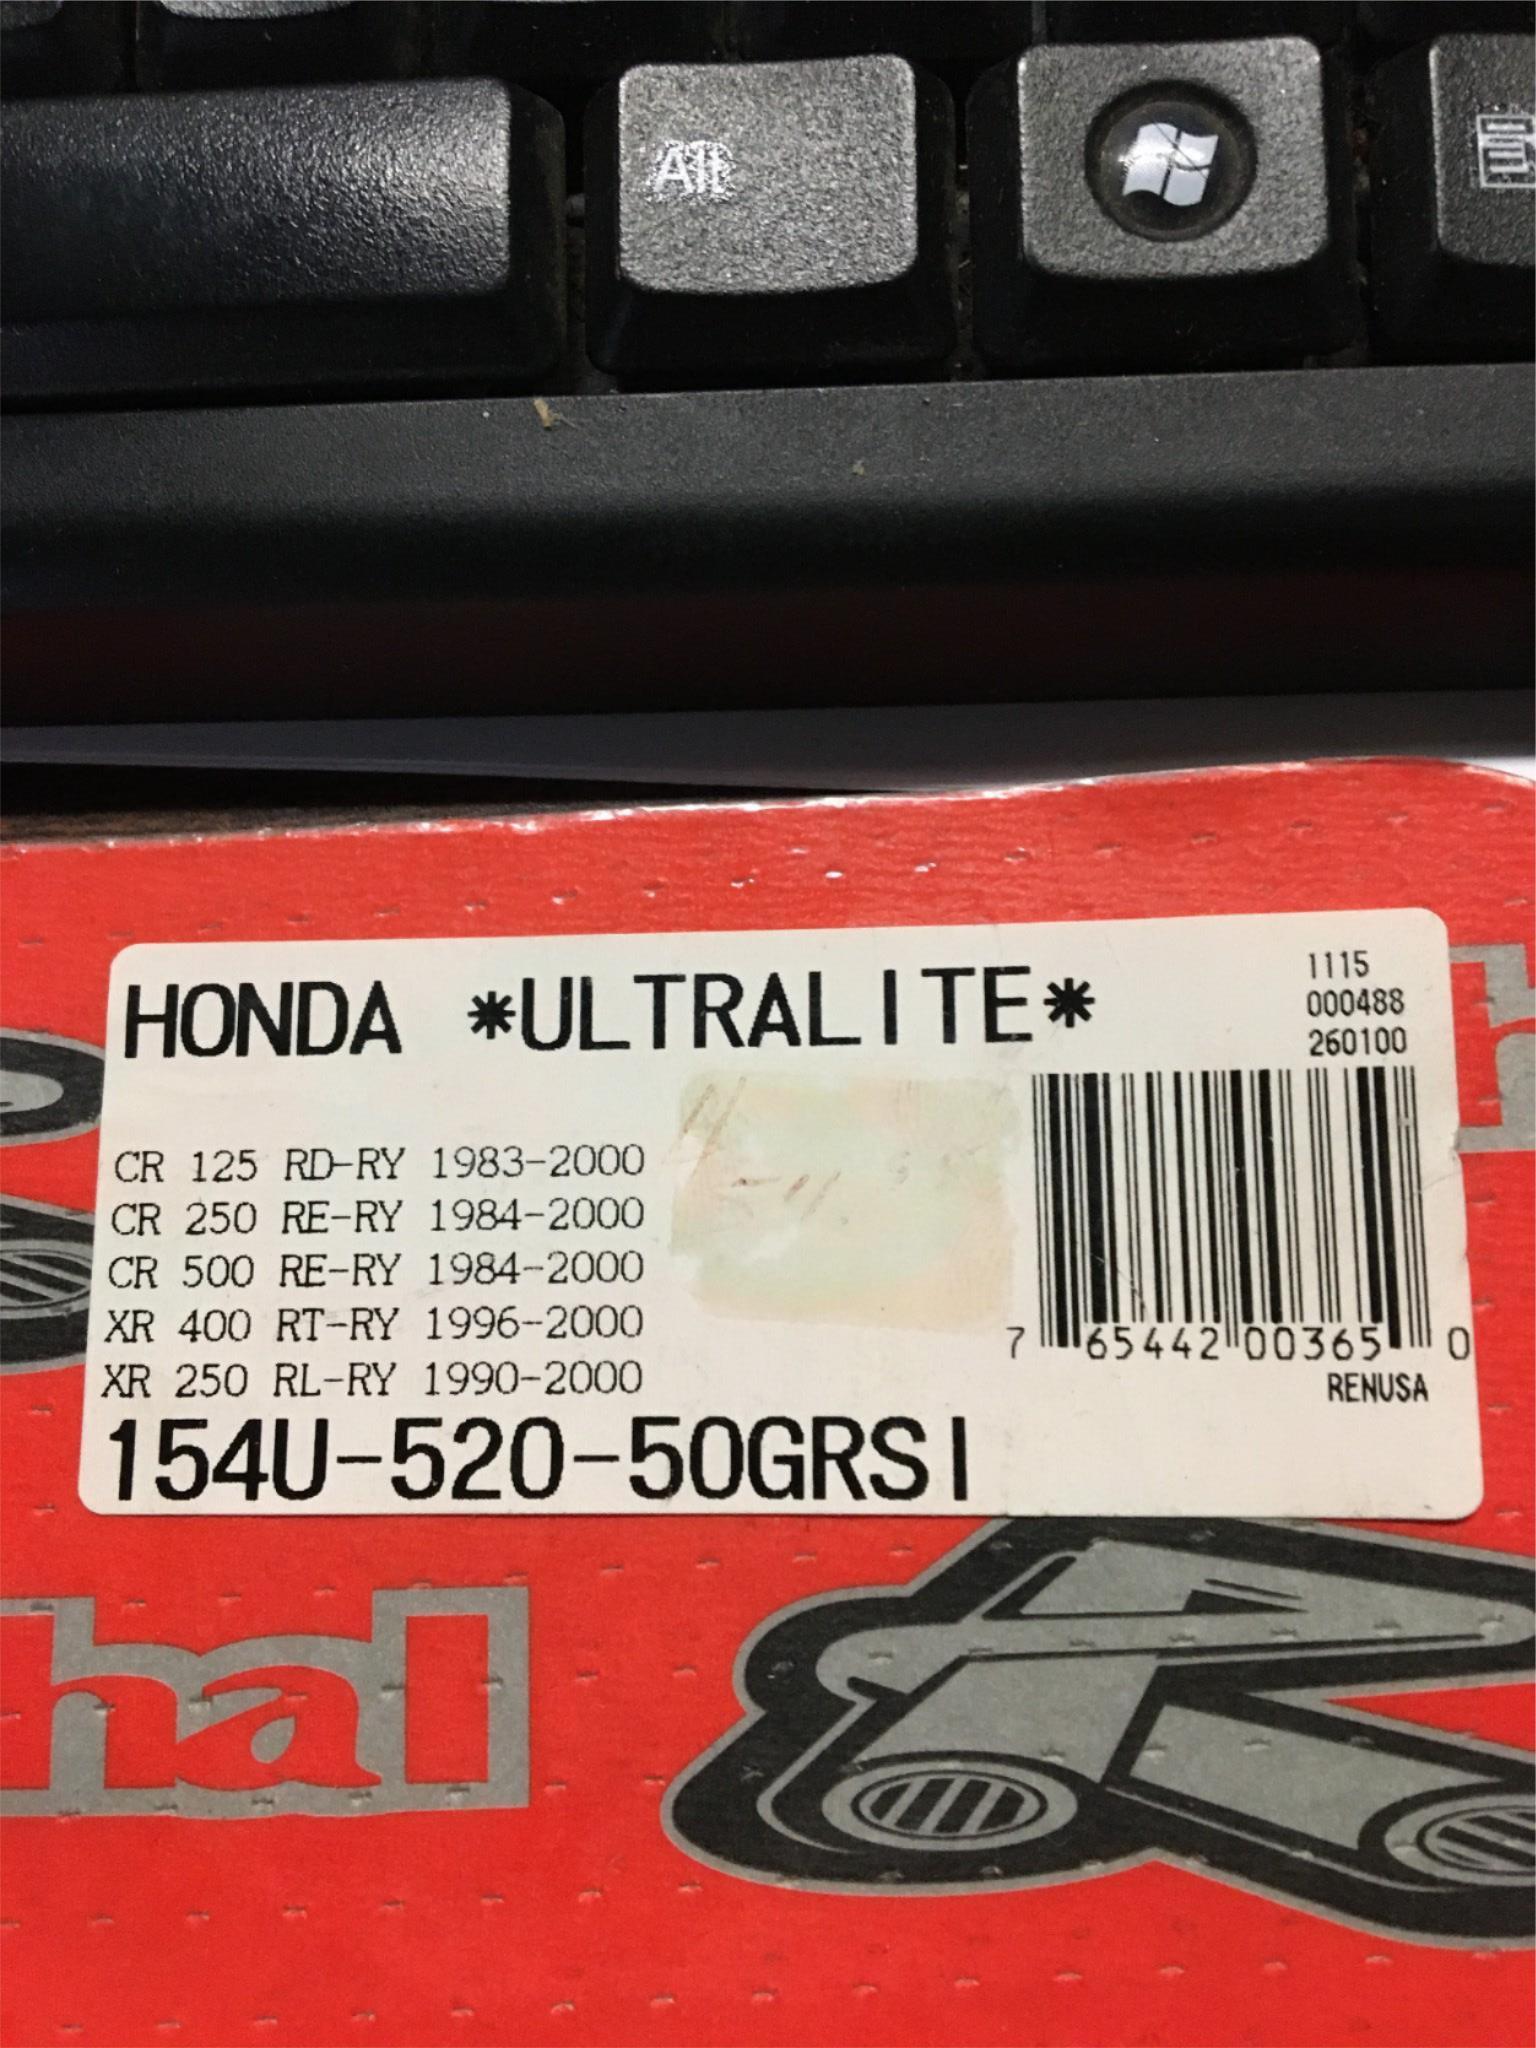 Alt
HONDA *ULTRALITE*
1115
000488
260100
CR 125 RD-RY 1983-2000
CR 250 RE-RY 1984-2000
CR 500 RE-RY 1984-2000
XR 400 RT-RY 1996-2000
XR 250 RL-RY 1990-2000
7 65442 00365 0
RENUSA
154U-520-50GRSI
hal